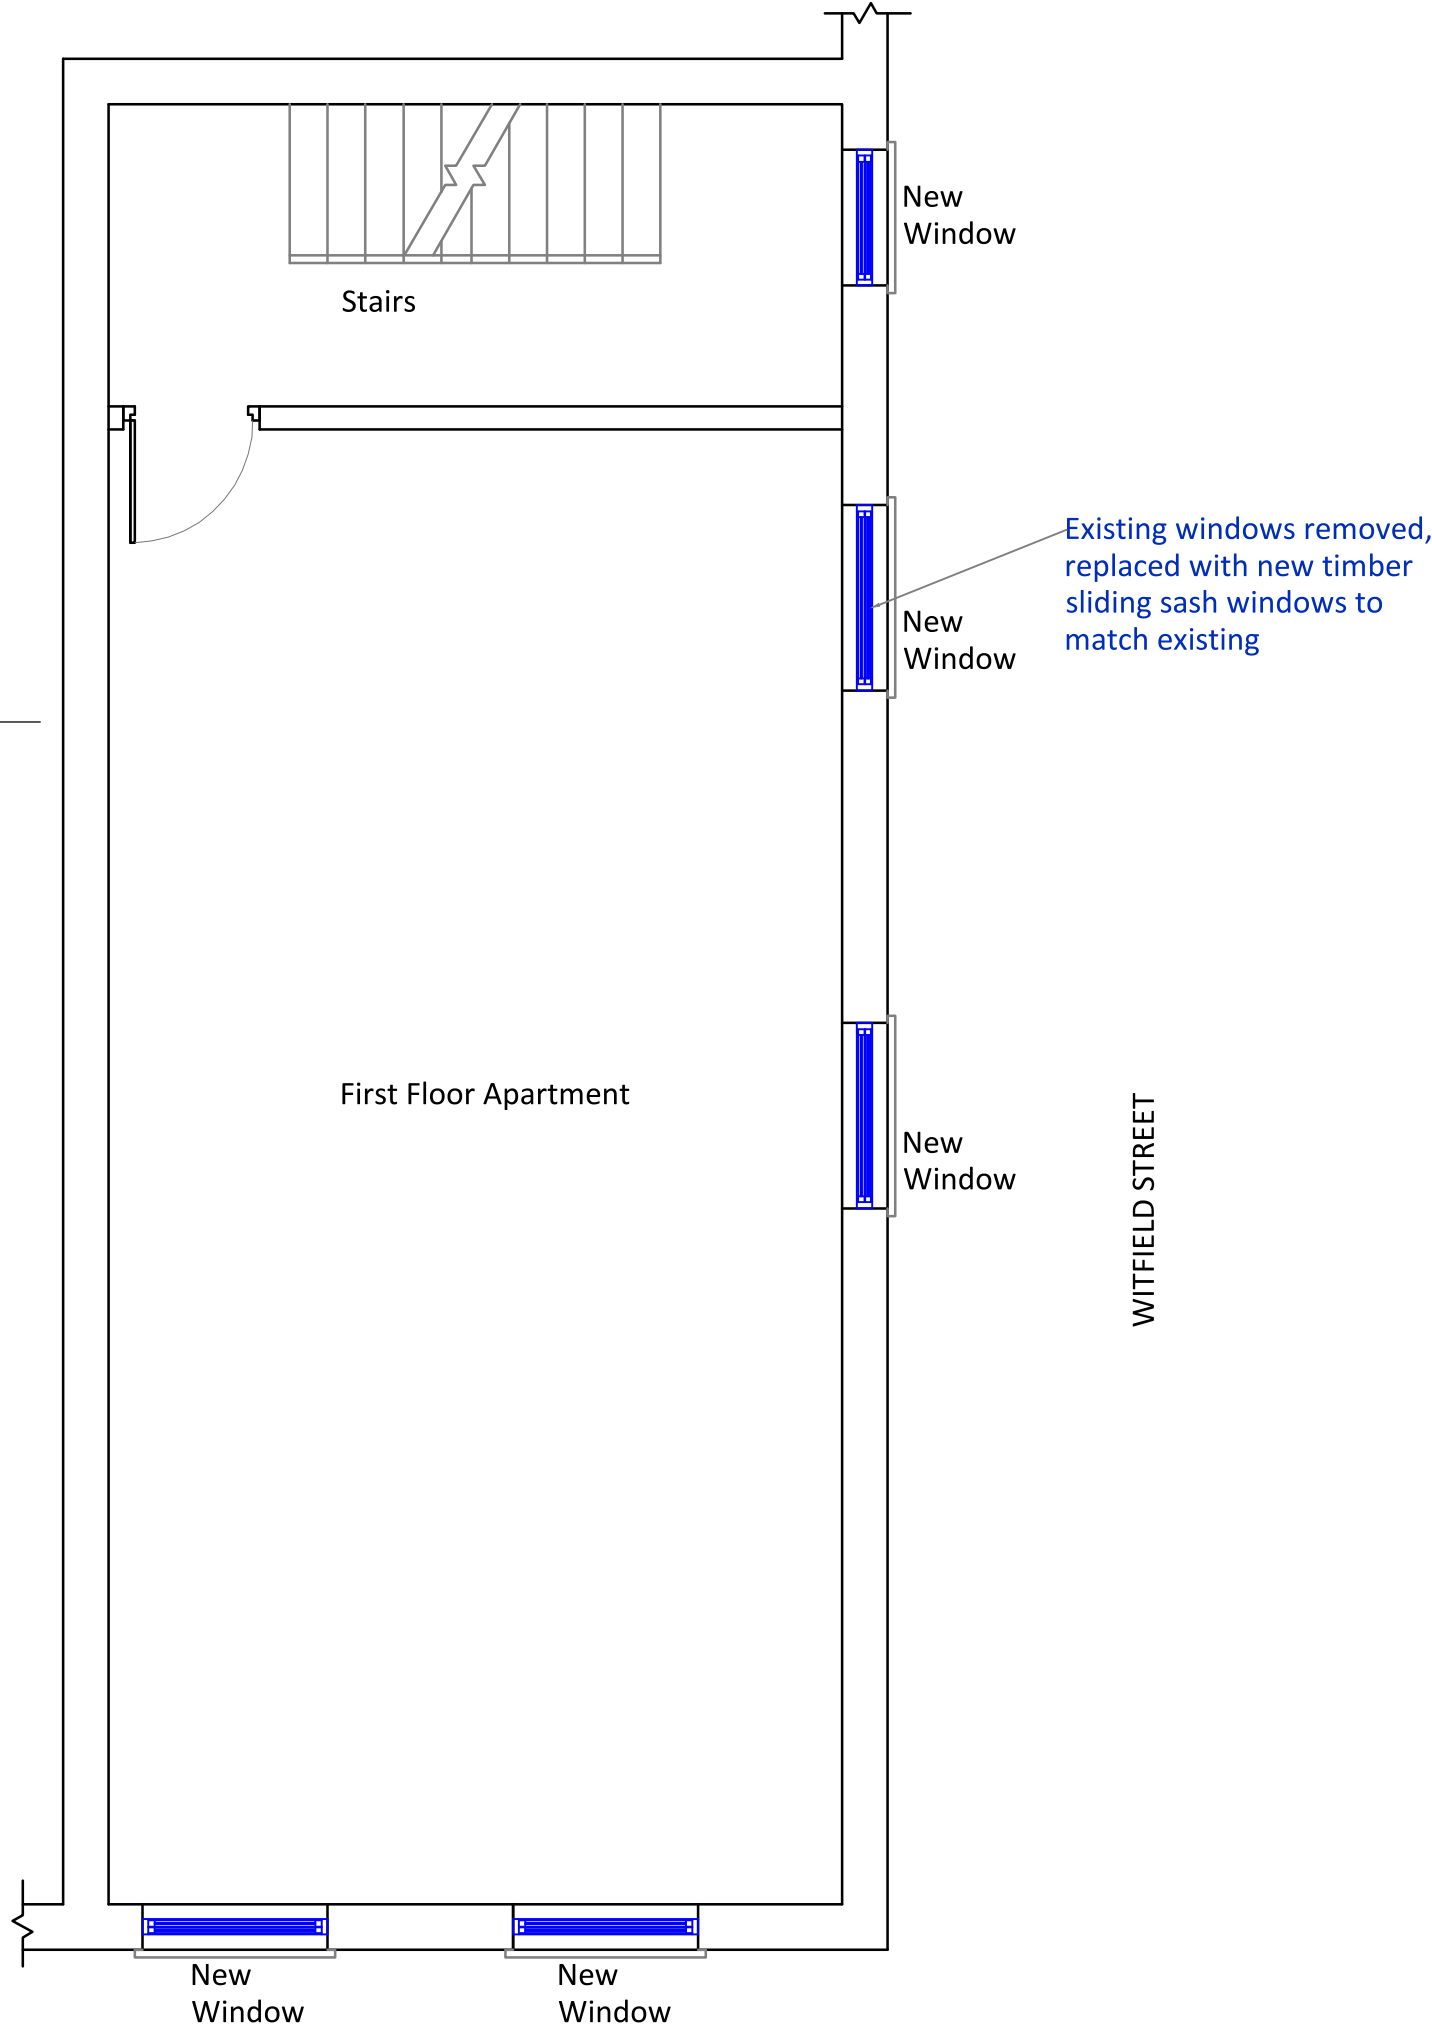 New
Window
Stairs
Existing windows removed,
replaced with new timber
sliding sash windows to
match existing
New
Window
First Floor Apartment
New
Window
WITFIELD STREET
New
Window
New
Window